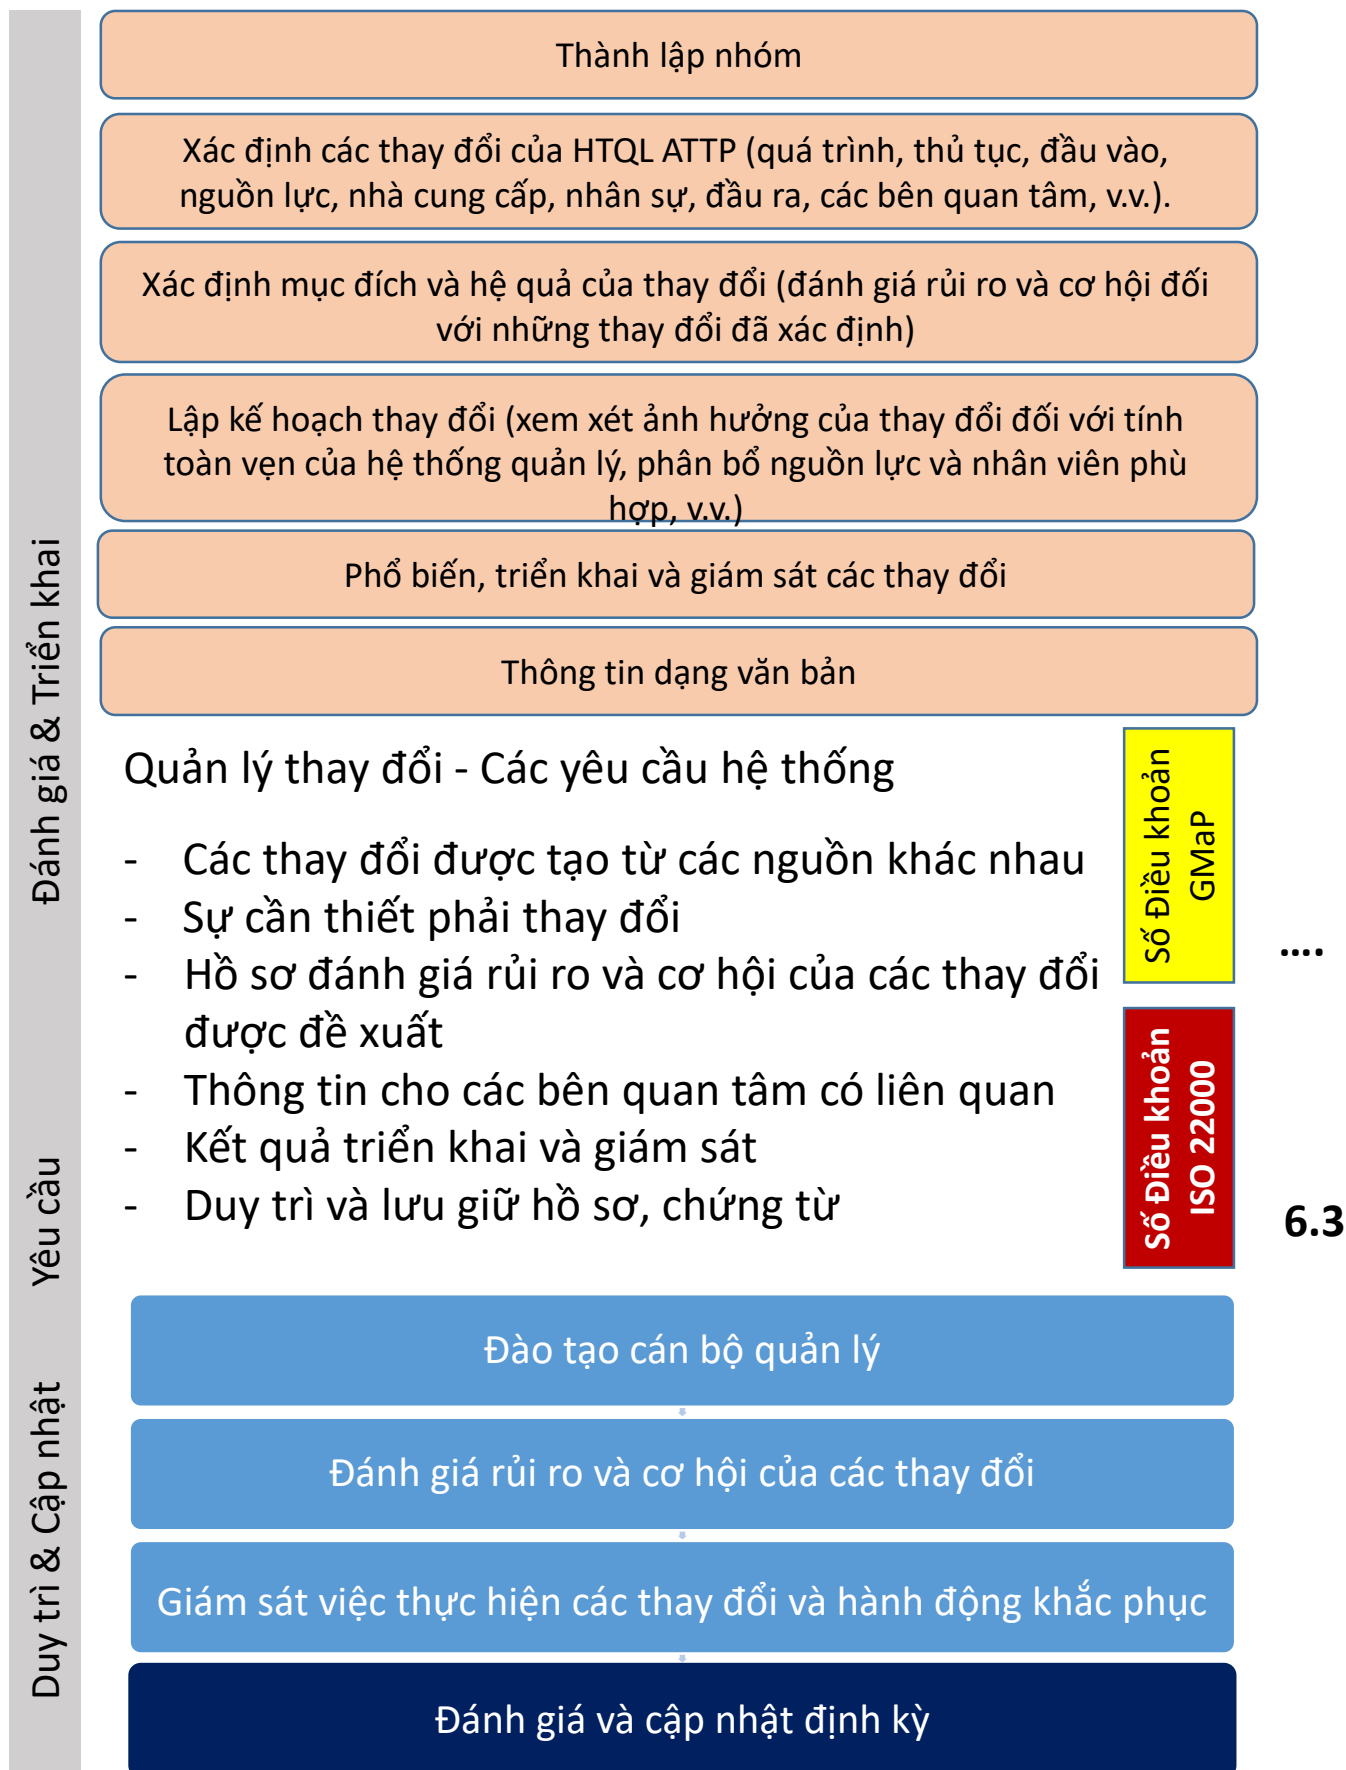 Thành lập nhóm
Xác định các thay đổi của HTQL ATTP (quá trình, thủ tục, đầu vào,
nguồn lực, nhà cung cấp, nhân sự, đầu ra, các bên quan tâm, v.v.).
Xác định mục đích và hệ quả của thay đổi (đánh giá rủi ro và cơ hội đối
với những thay đổi đã xác định)
Lập kế hoạch thay đổi (xem xét ảnh hưởng của thay đổi đối với tính
toàn vẹn của hệ thống quản lý, phân bổ nguồn lực và nhân viên phù
hợp, v.v.)
Phổ biến, triển khai và giám sát các thay đổi
Thông tin dạng văn bản
Đánh giá & Triển khai
Quản lý thay đổi - Các yêu cầu hệ thống
- Các thay đổi được tạo từ các nguồn khác nhau
- Sự cần thiết phải thay đổi
- Hồ sơ đánh giá rủi ro và cơ hội của các thay đổi
được đề xuất
- Thông tin cho các bên quan tâm có liên quan
- Kết quả triển khai và giám sát
- Duy trì và lưu giữ hồ sơ, chứng từ
Số Điều khoản
GMaP
....
Số Điều khoản
ISO 22000
6.3
Yêu cầu
Đào tạo cán bộ quản lý
Đánh giá rủi ro và cơ hội của các thay đổi
Giám sát việc thực hiện các thay đổi và hành động khắc phục
Đánh giá và cập nhật định kỳ
Duy trì & Cập nhật